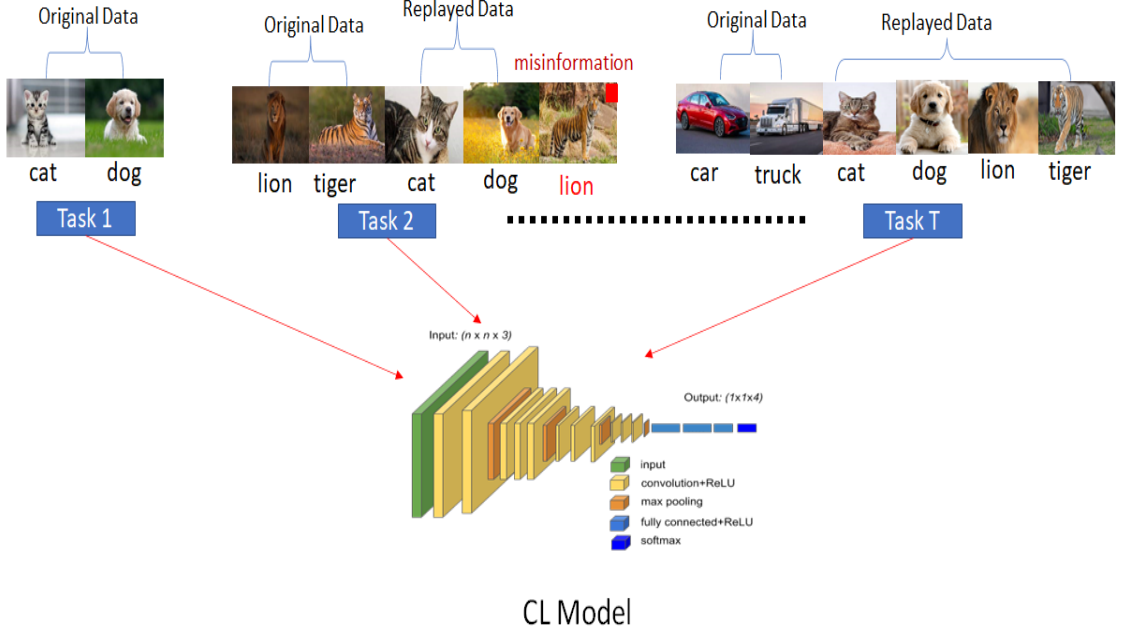 Original Data
Original Data
Replayed Data
misinformation
Original Data
Replayed Data
cat
dog
lion
tiger
cat
dog
lion
car
truck
cat
dog
lion
tiger
Task 1
Task 2
Task T
Input: (n x n x 3)
Output: (1x1x4)
input
convolution+ReLU
max pooling
fully connected+ReLU
softmax
CL Model